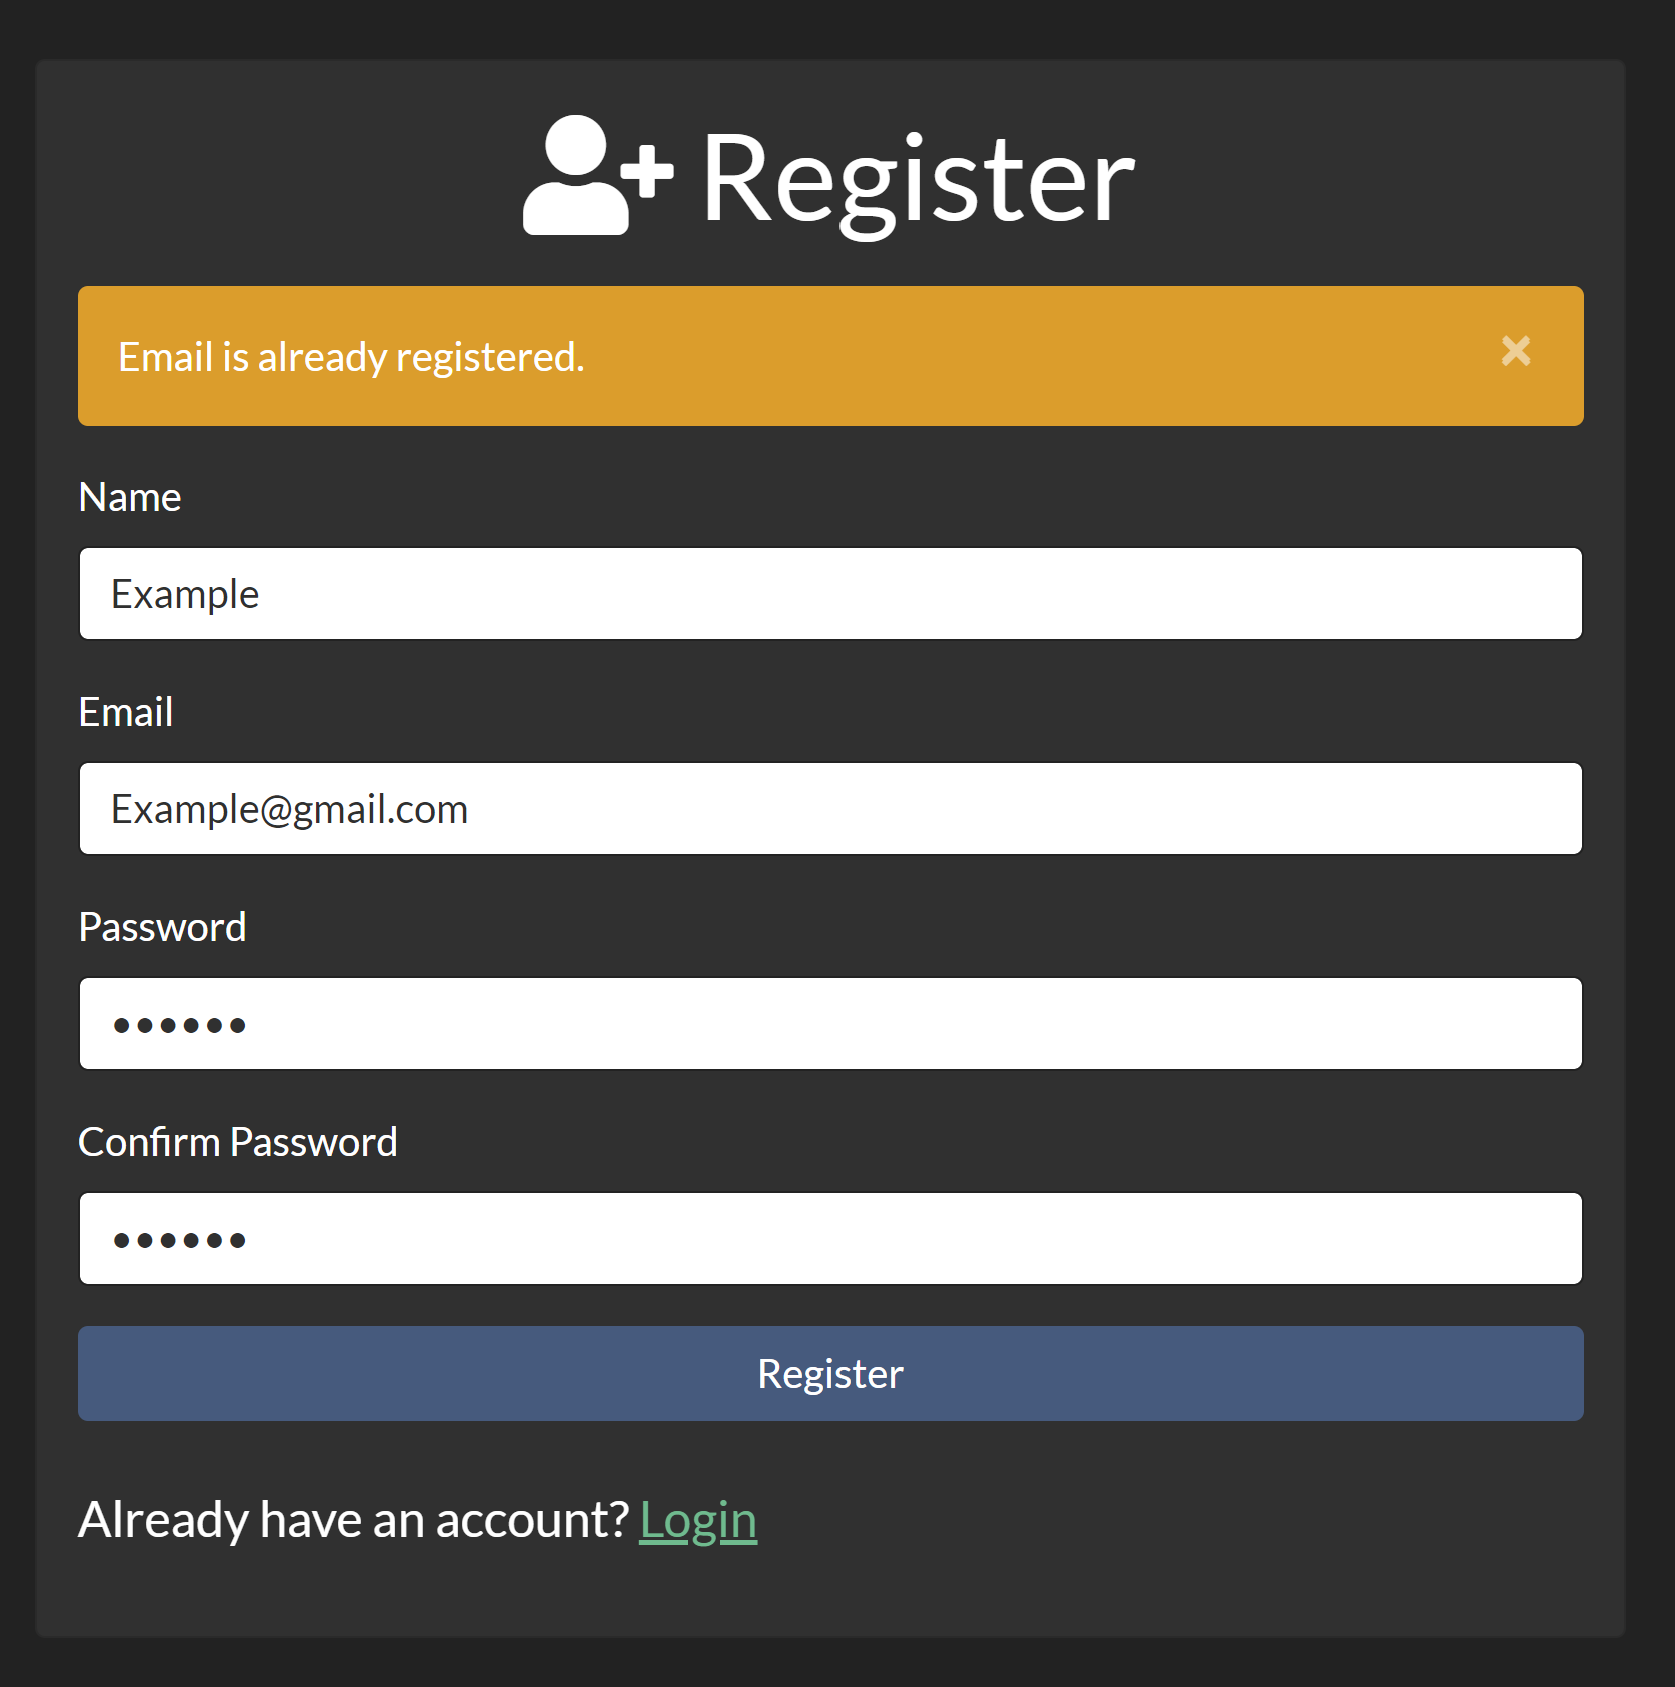 Register
Email is already registered.
×
Name
Example
Email
Example@gmail.com
Password
••••••
Confirm Password
••••••
Register
Already have an account? Login